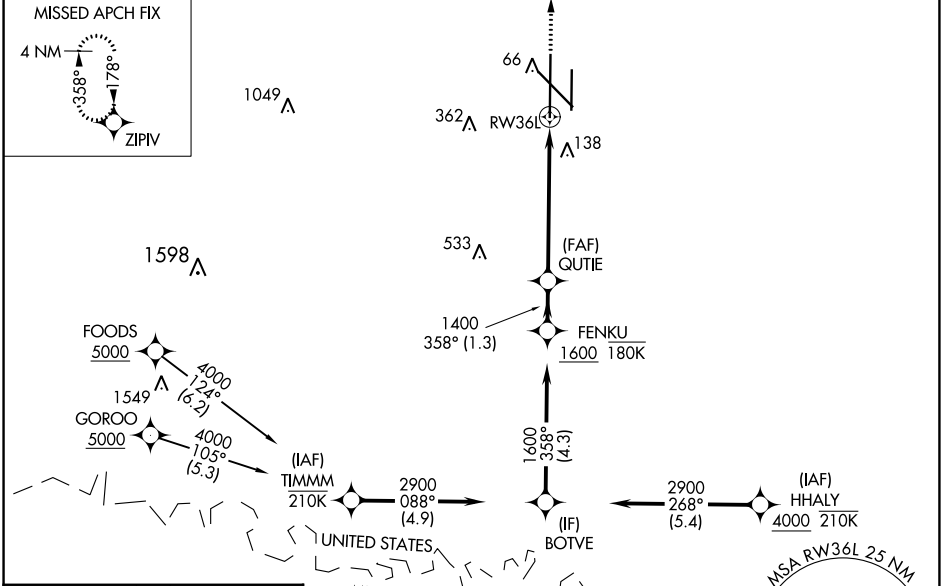 MISSED APCH FIX
4 NM
358°
178°
ZIPIV
1049
66
362
RW36L
138
533
(FAF)
QUTIE
1598
1400
358° (1.3)
FENKU
1600 180K
FOODS
5000
4000
124°
(6.2)
1549
GOROO
5000
4000
105°
(5.3)
(IAF)
TIMMM
210K
2900
088°
(4.9)
1600
358°
(4.3)
(IF)
BOTVE
2900
268°
(5.4)
(IAF)
HHALY
4000 210K
UNITED STATES
MSA RW36L 25 NM